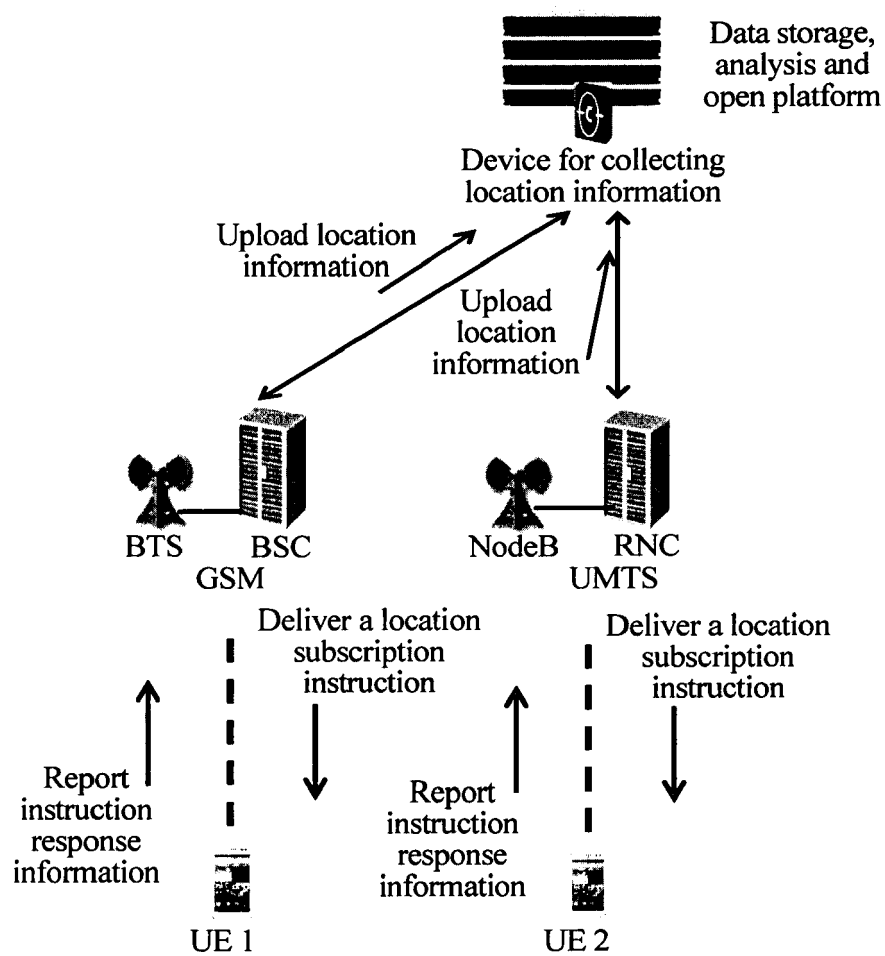 Data storage,
analysis and
open platform
Device for collecting
location information
Upload location
information
Upload
location
information
BTS
BSC
GSM
NodeB
RNC
UMTS
Deliver a location
subscription
instruction
Deliver a location
subscription
instruction
Report
instruction
response
information
Report
instruction
response
information
UE 1
UE 2